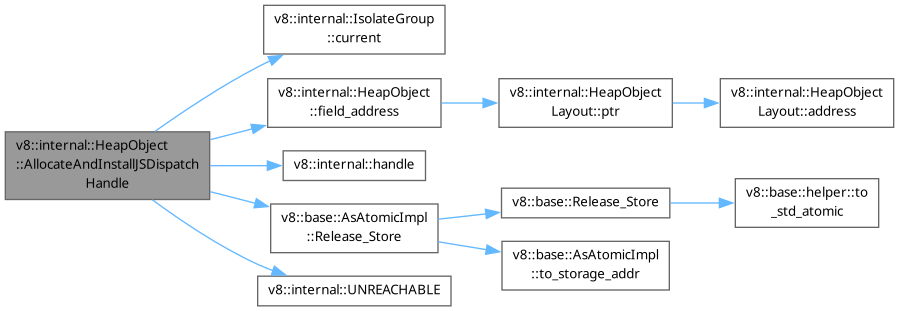 v8::internal::HeapObject
::AllocateAndInstallJSDispatch
Handle
v8::internal::IsolateGroup
::current
v8::internal::HeapObject
::field_address
v8::internal::HeapObject
Layout::ptr
v8::internal::HeapObject
Layout::address
v8::internal::handle
v8::base::AsAtomicImpl
::Release_Store
v8::base::Release_Store
v8::base::helper::to
_std_atomic
v8::base::AsAtomicImpl
::to_storage_addr
v8::internal::UNREACHABLE